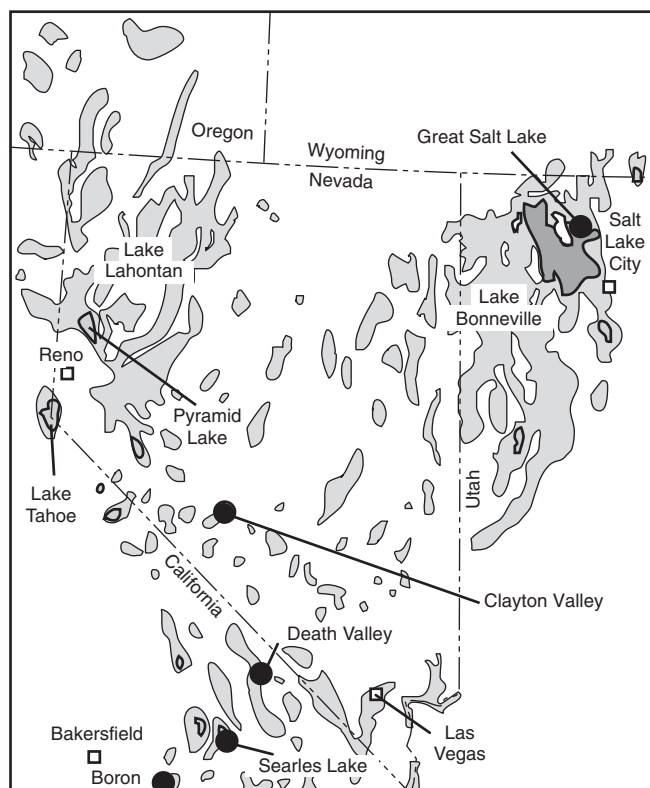 Oregon
Wyoming
Nevada
Great Salt Lake
Salt
Lake
City
Lake
Lahontan
Lake
Bonneville
Reno
Pyramid
Lake
Lake
Tahoe
Utah
California
Clayton Valley
Death Valley
Las
Vegas
Bakersfield
Boron
Searles Lake